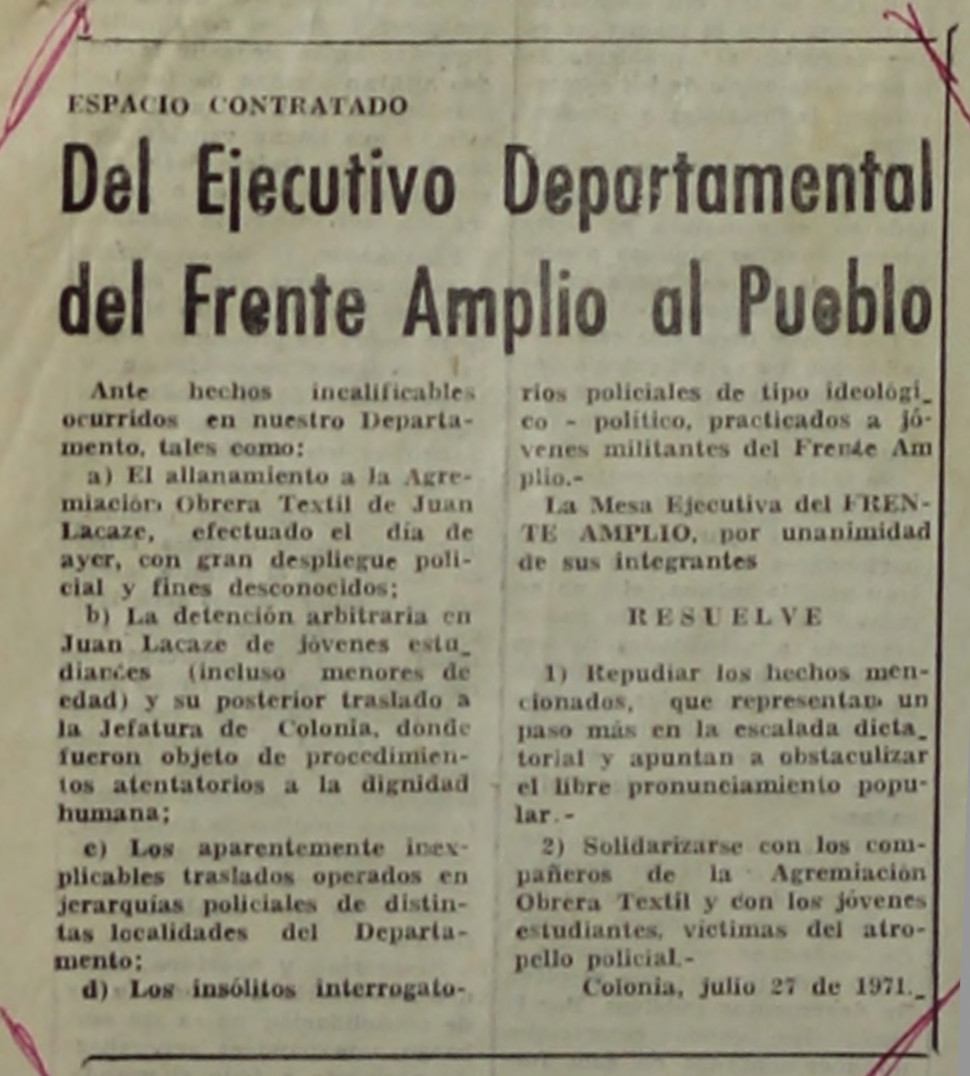 ESPACIO CONTRATADO
Del Ejecutivo Departamental
del Frente Amplio al Pueblo
Ante hechos incalificables
ocurridos en nuestro Departa-
mento, tales como:
a) El allanamiento a la Agre-
miación Obrera Textil de Juan
Lacaze, efectuado el día de
ayer, con gran despliegue poli-
cial y fines desconocidos;
b) La detención arbitraria en
Juan Lacaze de jóvenes estu_
diantes (incluso menores de
edad) y su posterior traslado a
la Jefatura de Colonia, donde
fueron objeto de procedimien-
tos atentatorios a la dignidad
humana;
c) Los aparentemente inex-
plicables traslados operados en
jerarquías policiales de distin-
tas localidades del Departa-
mento;
d) Los insólitos interrogato-
rios policiales de tipo ideológi_
co - político, practicados a jó-
venes militantes del Frente Am
plio.-
La Mesa Ejecutiva del FREN-
TE AMPLIO, por unanimidad
de sus integrantes
RESUELVE
1) Repudiar los hechos men-
cionados, que representan un
paso más en la escalada dicta_
torial y apuntan a obstaculizar
el libre pronunciamiento popu-
lar.-
2) Solidarizarse con los com-
pañeros de la Agremiación
Obrera Textil y con los jóvenes
estudiantes, víctimas del atro-
pello policial.-
Colonia, julio 27 de 1971._